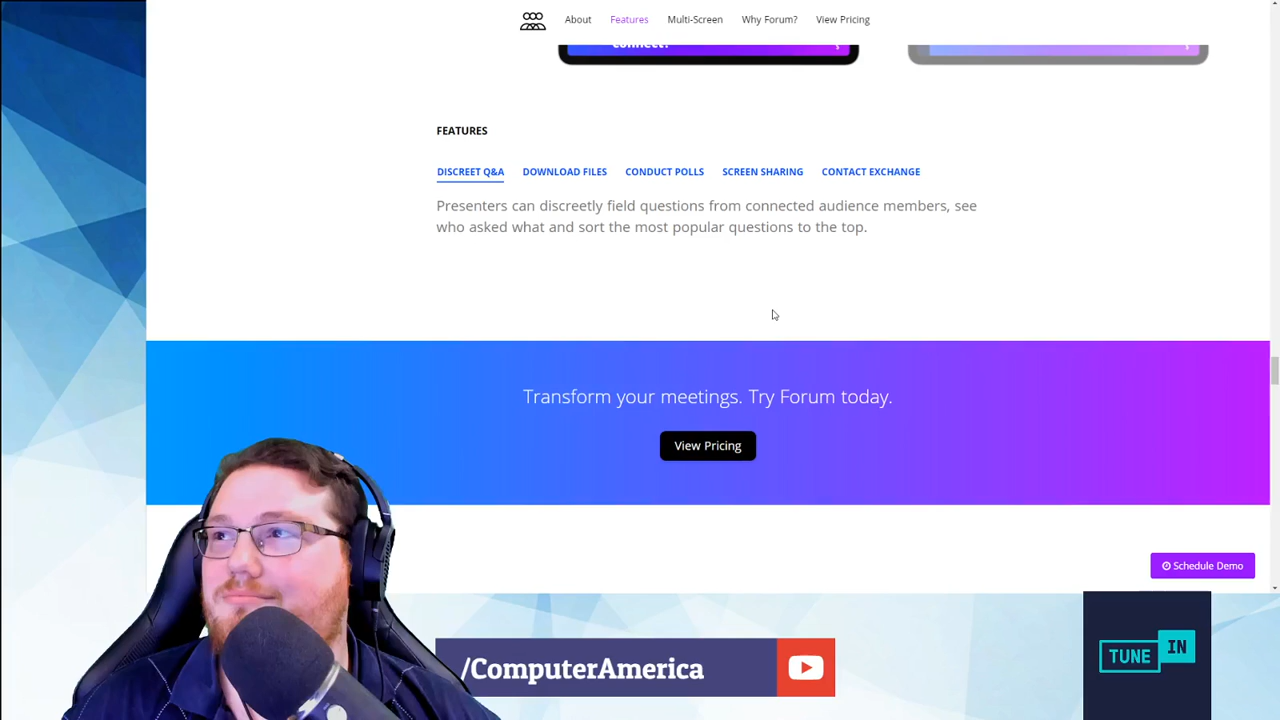 About Features Multi-Screen Why Forum? View Pricing
connect?
FEATURES
DISCREET Q&A DOWNLOAD FILES CONDUCT POLLS SCREEN SHARING CONTACT EXCHANGE
Presenters can discreetly field questions from connected audience members, see
who asked what and sort the most popular questions to the top.
Transform your meetings. Try Forum today.
View Pricing
Schedule Demo
/ComputerAmerica
TUNE IN